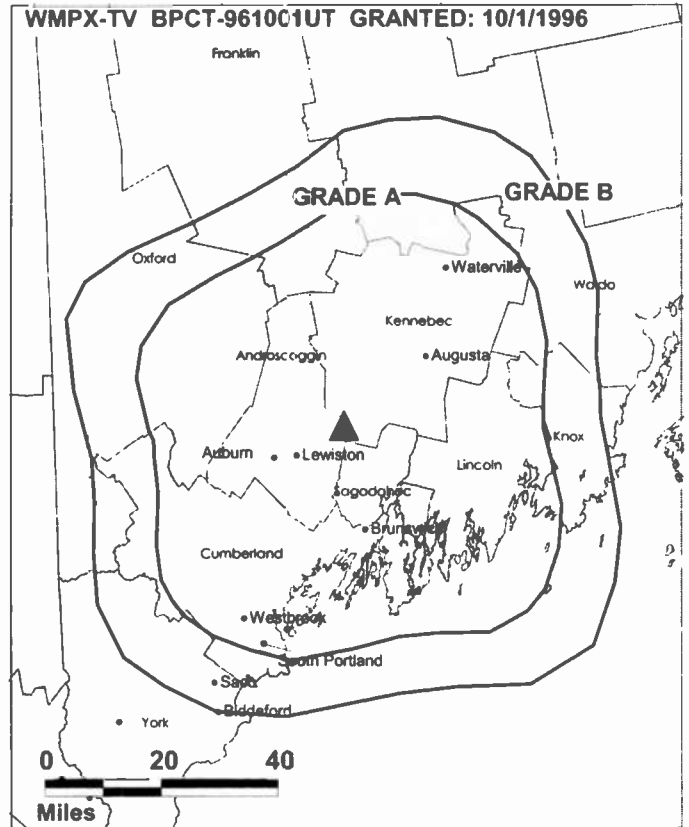 WMPX-TV BPCT-961001UT GRANTED: 10/1/1996
Franklin
GRADE A
GRADE B
Oxford
Waterville
Waldo
Kennebec
Androscoggin
Augusta
Auburn
Lewiston
Knox
Lincoln
Sagadahoc
Brunswick
Cumberland
Westbrook
South Portland
Saco
Biddeford
York
0 20 40
Miles